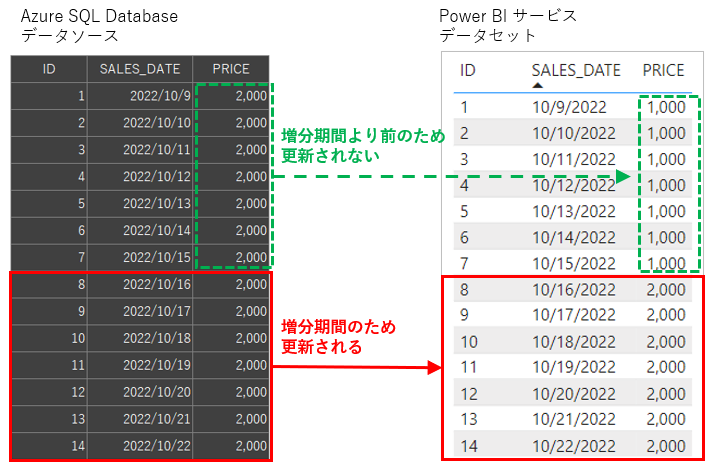 Azure SQL Database
データソース
ID SALES_DATE PRICE
1 2022/10/9 2,000
2 2022/10/10 2,000
3 2022/10/11 2,000
4 2022/10/12 2,000
5 2022/10/13 2,000
6 2022/10/14 2,000
7 2022/10/15 2,000
8 2022/10/16 2,000
9 2022/10/17 2,000
10 2022/10/18 2,000
11 2022/10/19 2,000
12 2022/10/20 2,000
13 2022/10/21 2,000
14 2022/10/22 2,000
増分期間より前のため
更新されない
増分期間のため
更新される
Power BI サービス
データセット
ID SALES_DATE PRICE
1 10/9/2022 1,000
2 10/10/2022 1,000
3 10/11/2022 1,000
4 10/12/2022 1,000
5 10/13/2022 1,000
6 10/14/2022 1,000
7 10/15/2022 1,000
8 10/16/2022 2,000
9 10/17/2022 2,000
10 10/18/2022 2,000
11 10/19/2022 2,000
12 10/20/2022 2,000
13 10/21/2022 2,000
14 10/22/2022 2,000